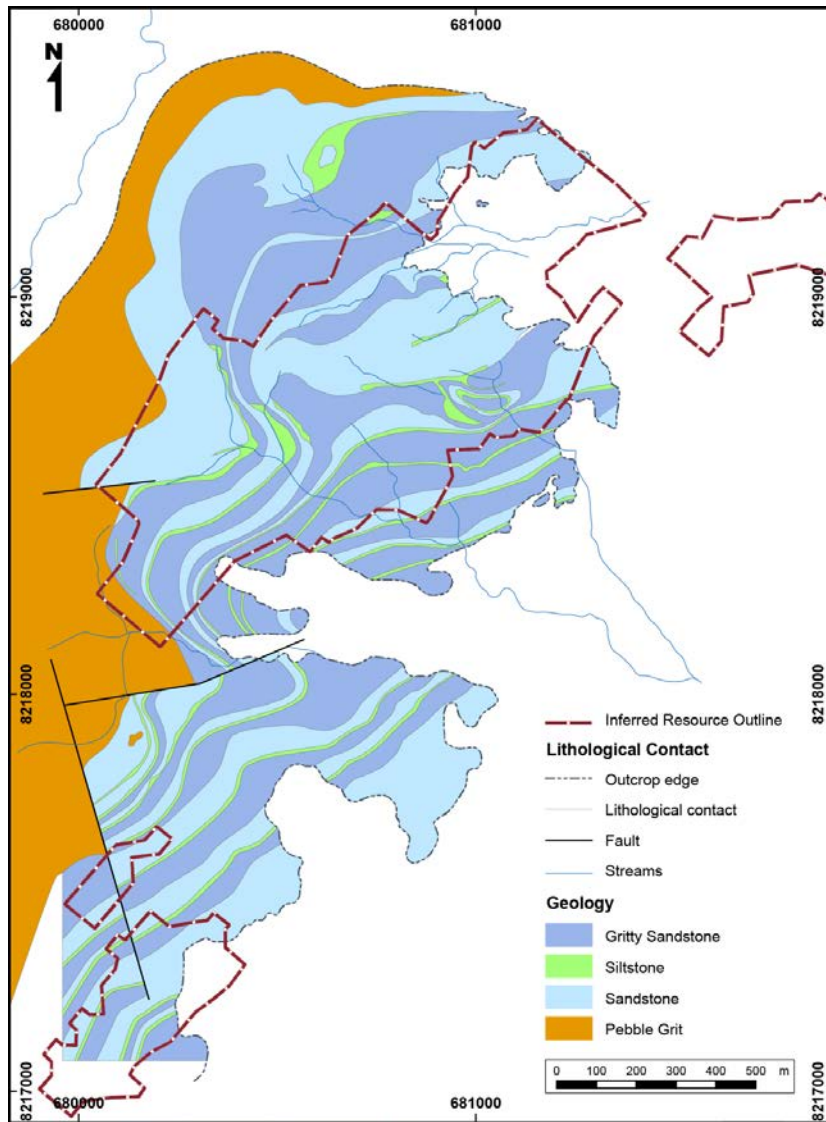 680000
681000
N
8219000
8219000
8218000
8218000
Inferred Resource Outline
Lithological Contact
Outcrop edge
Lithological contact
Fault
Streams
Geology
Gritty Sandstone
Siltstone
Sandstone
Pebble Grit
0 100 200 300 400 500 m
8217000
8217000
680000
681000